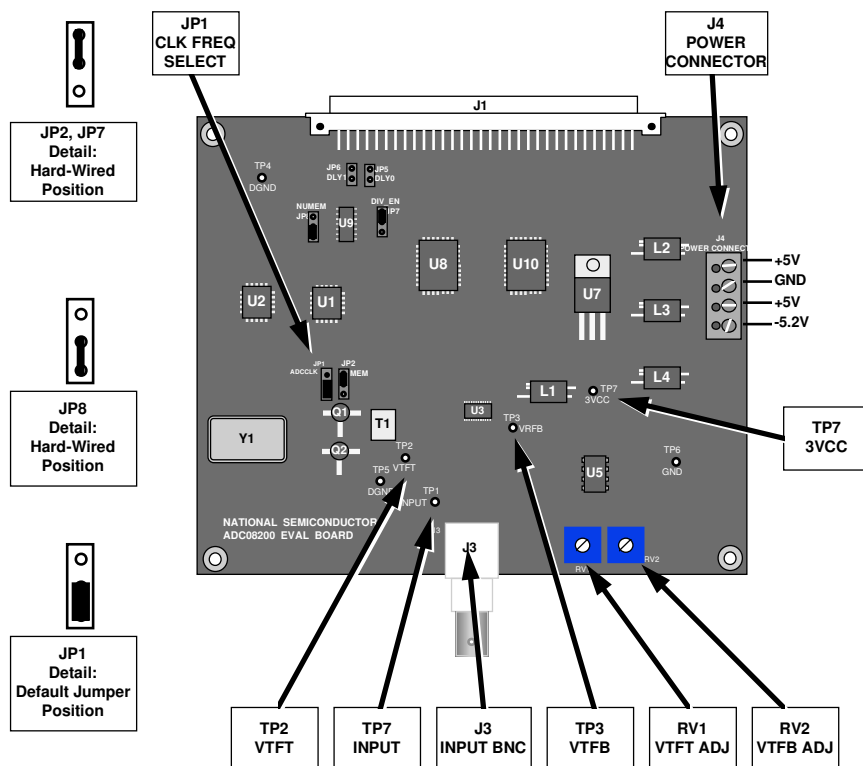 JP1
CLK FREQ
SELECT
J4
POWER
CONNECTOR
JP2, JP7
Detail:
Hard-Wired
Position
JP8
Detail:
Hard-Wired
Position
JP1
Detail:
Default Jumper
Position
J1
TP4
DGND
JP6
DLY1
JP5
DLY0
NUMEM
U9
DIV_EN
U8
U10
U7
L2
J4
+5V
GND
+5V
-5.2V
U2
U1
L3
JP1
ADCCLK
JP2
MEM
L1
TP7
3VCC
L4
Y1
Q1
T1
U3
TP3
VRFB
Q2
TP2
VTFT
TP5
DGND
TP1
INPUT
U5
TP6
GND
NATIONAL SEMICONDUCTOR
ADC08200 EVAL BOARD
J3
RV2
TP7
3VCC
TP2
VTFT
TP7
INPUT
J3
INPUT BNC
TP3
VTFB
RV1
VTFT ADJ
RV2
VTFB ADJ